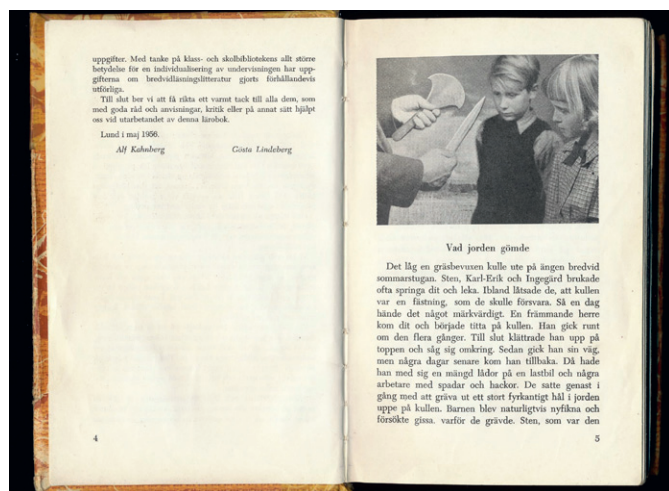 uppgifter. Med tanke på klass- och skolbibliotekens allt större
betydelse för en individualisering av undervisningen har upp-
gifterna om bredvidläsningslitteratur gjorts förhållandevis
utförliga.
Till slut ber vi att få rikta ett varmt tack till alla dem, som
med goda råd och anvisningar, kritik eller på annat sätt hjälpt
oss vid utarbetandet av denna lärobok.
Lund i maj 1956.
Alf Kahnberg Gösta Lindeberg
4
Vad jorden gömde
Det låg en gräsbevusen kulle ute på ängen bredvid
sommarstugan. Sten, Karl-Erik och Ingegärd brukade
ofta springa dit och leka. Ibland låtsade de, att kullen
var en fästning, som de skulle försvara. Så en dag
hände det något märkvärdigt. En främmande herre
kom dit och började titta på kullen. Han gick runt
om den flera gånger. Till slut klättrade han upp på
toppen och såg sig omkring. Sedan gick han sin väg,
men några dagar senare kom han tillbaka. Då hade
han med sig en mängd lådor på en lastbil och några
arbetare med spadar och hackor. De satte genast i
gång med att gräva ut ett stort fyrkantigt hål i jorden
uppe på kullen. Barnen blev naturligtvis nyfikna och
försökte gissa. varför de grävde. Sten, som var den
5